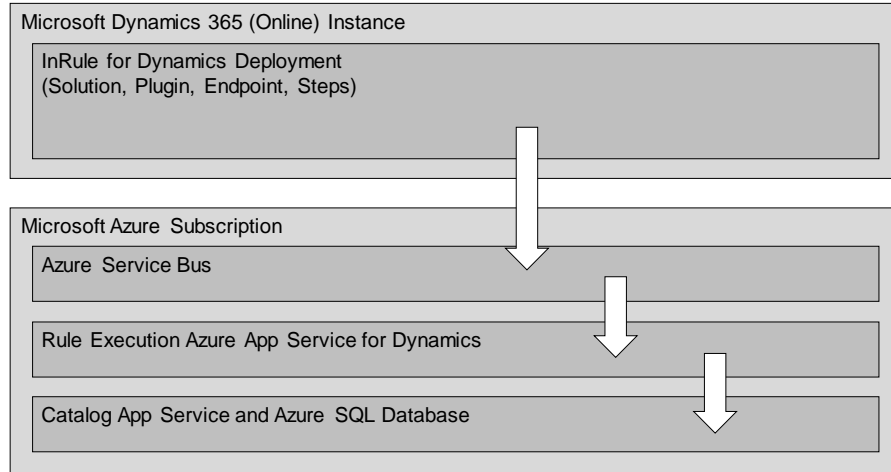 Microsoft Dynamics 365 (Online) Instance
InRule for Dynamics Deployment
(Solution, Plugin, Endpoint, Steps)
Microsoft Azure Subscription
Azure Service Bus
Rule Execution Azure App Service for Dynamics
Catalog App Service and Azure SQL Database